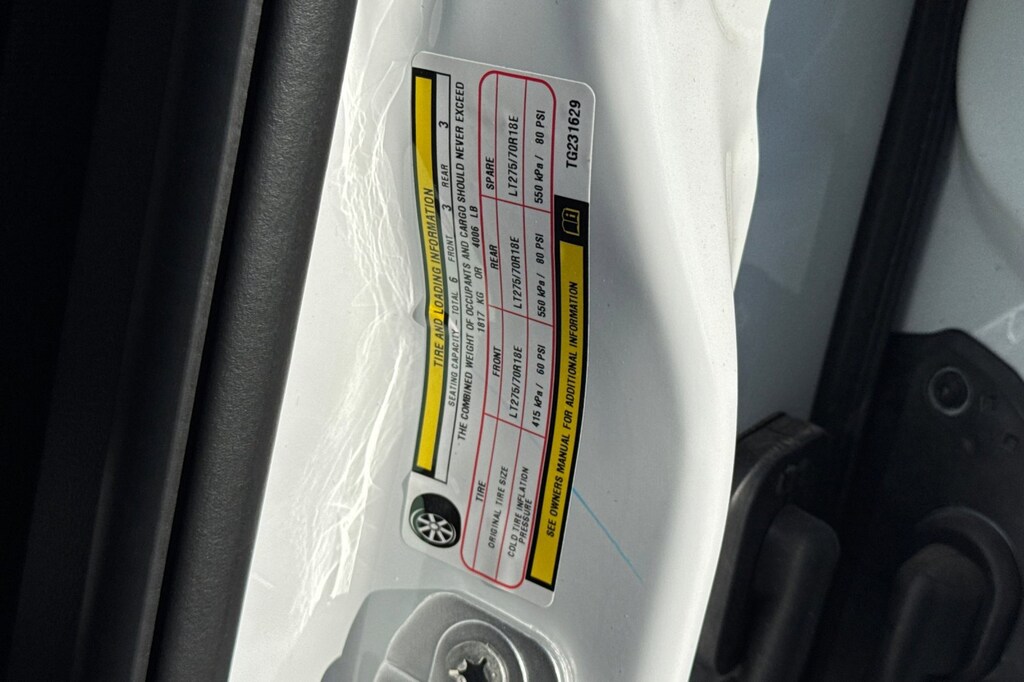 TIRE AND LOADING INFORMATION
SEATING CAPACITY - TOTAL 6 FRONT 3 REAR 3
THE COMBINED WEIGHT OF OCCUPANTS AND CARGO SHOULD NEVER EXCEED
1817 KG OR 4006 LB
TIRE FRONT REAR SPARE
ORIGINAL TIRE SIZE LT275/70R18E LT275/70R18E LT275/70R18E
COLD TIRE INFLATION PRESSURE 415 kPa / 60 PSI 550 kPa / 80 PSI 550 kPa / 80 PSI
SEE OWNERS MANUAL FOR ADDITIONAL INFORMATION
TG231629